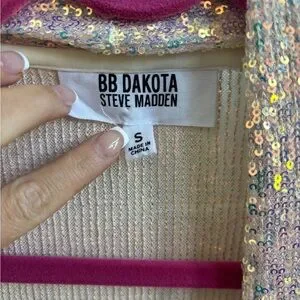 BB DAKOTA
STEVE MADDEN
S
MADE IN
CHINA